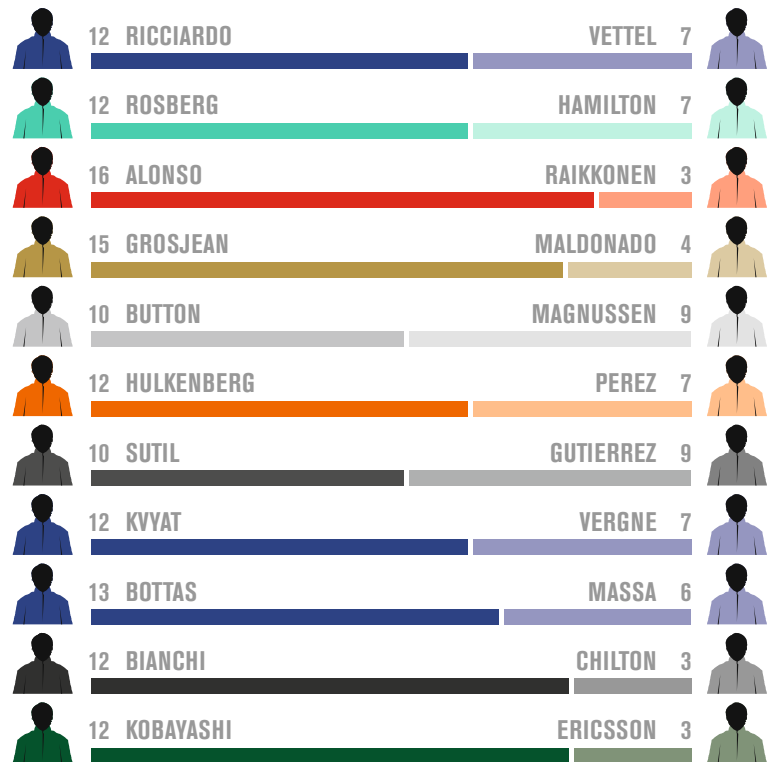 12 RICCIARDO VETTEL 7
12 ROSBERG HAMILTON 7
16 ALONSO RAIKKONEN 3
15 GROSJEAN MALDONADO 4
10 BUTTON MAGNUSSEN 9
12 HULKENBERG PEREZ 7
10 SUTIL GUTIERREZ 9
12 KVYAT VERGNE 7
13 BOTTAS MASSA 6
12 BIANCHI CHILTON 3
12 KOBAYASHI ERICSSON 3